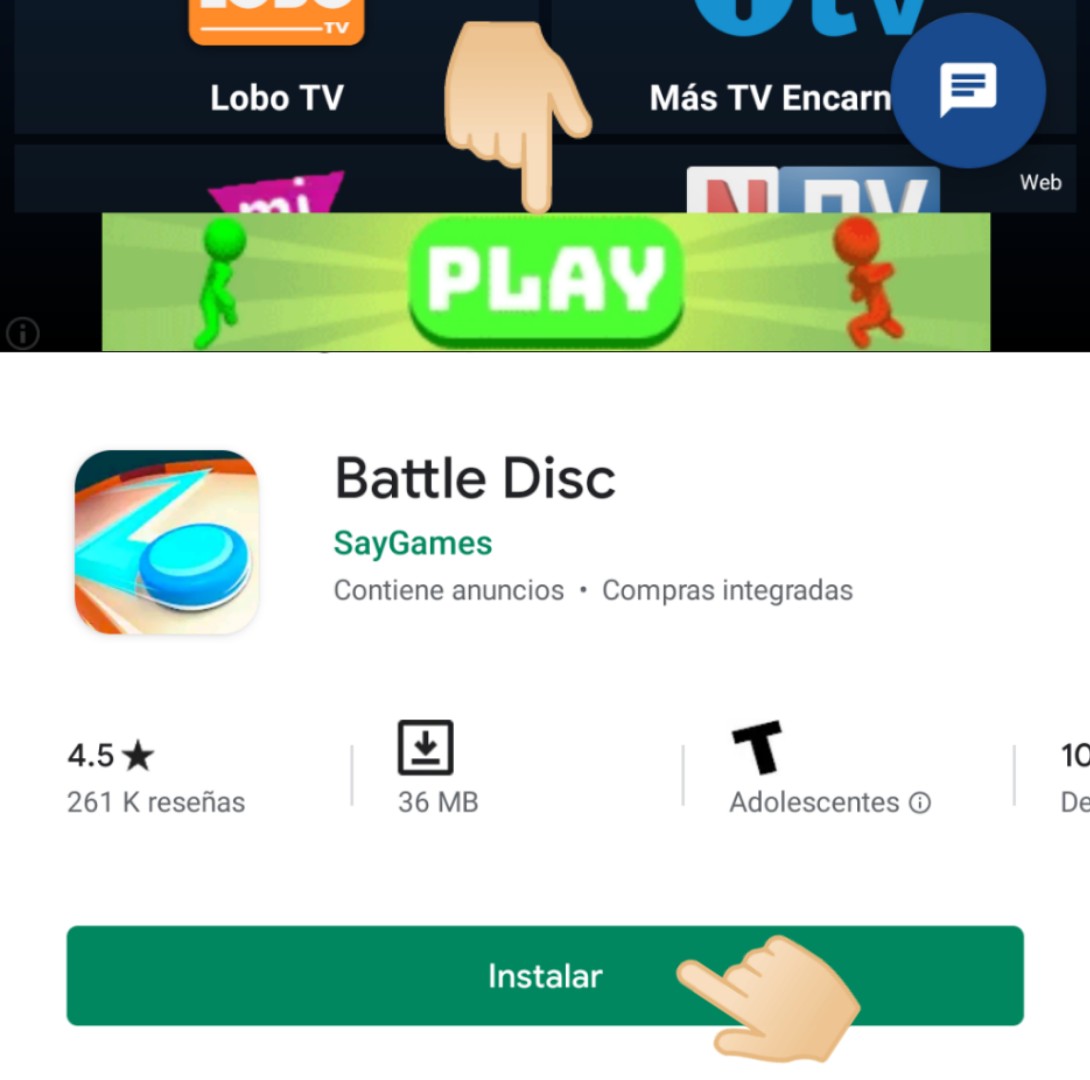 TV
Lobo TV
Más TV Encarn
Web
mi
PLAY
Battle Disc
SayGames
Contiene anuncios • Compras integradas
4.5★
261 K reseñas
36 MB
T
Adolescentes
10
De
Instalar